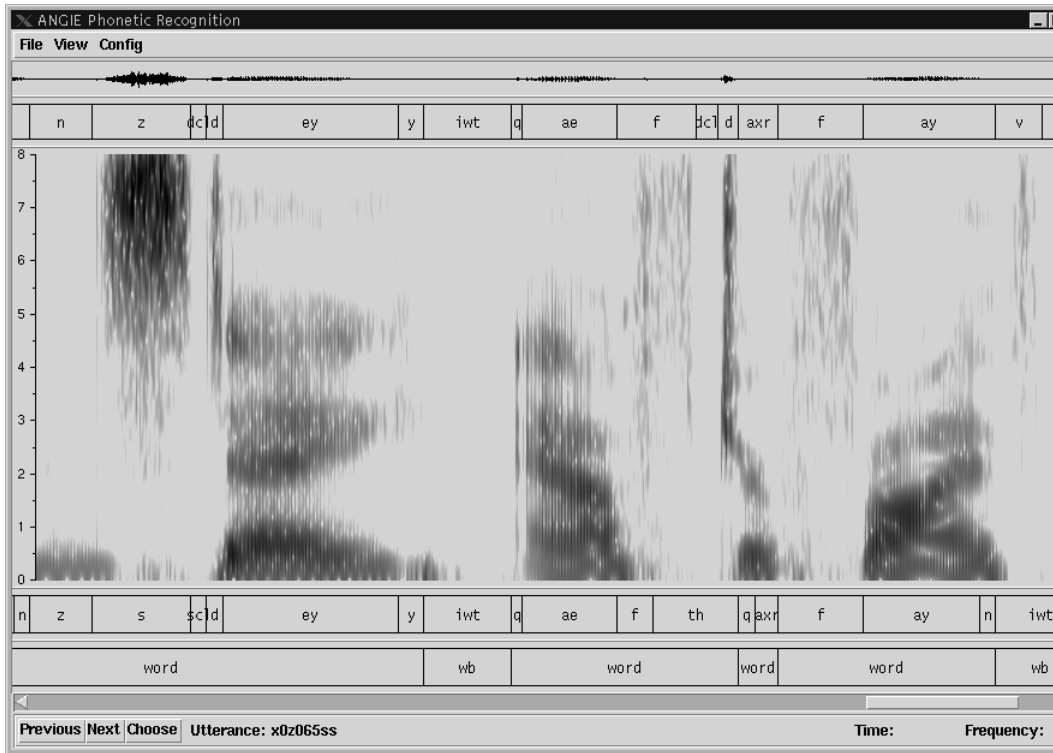 ANGIE Phonetic Recognition
File View Config
n z dcl d ey y iwt q ae f dcl d axr f ay v
8
7
6
5
4
3
2
1
0
n z s scl d ey y iwt q ae f th q axr f ay n iwt
word wb word word word wb
Previous Next Choose Utterance: x0z065ss Time: Frequency: